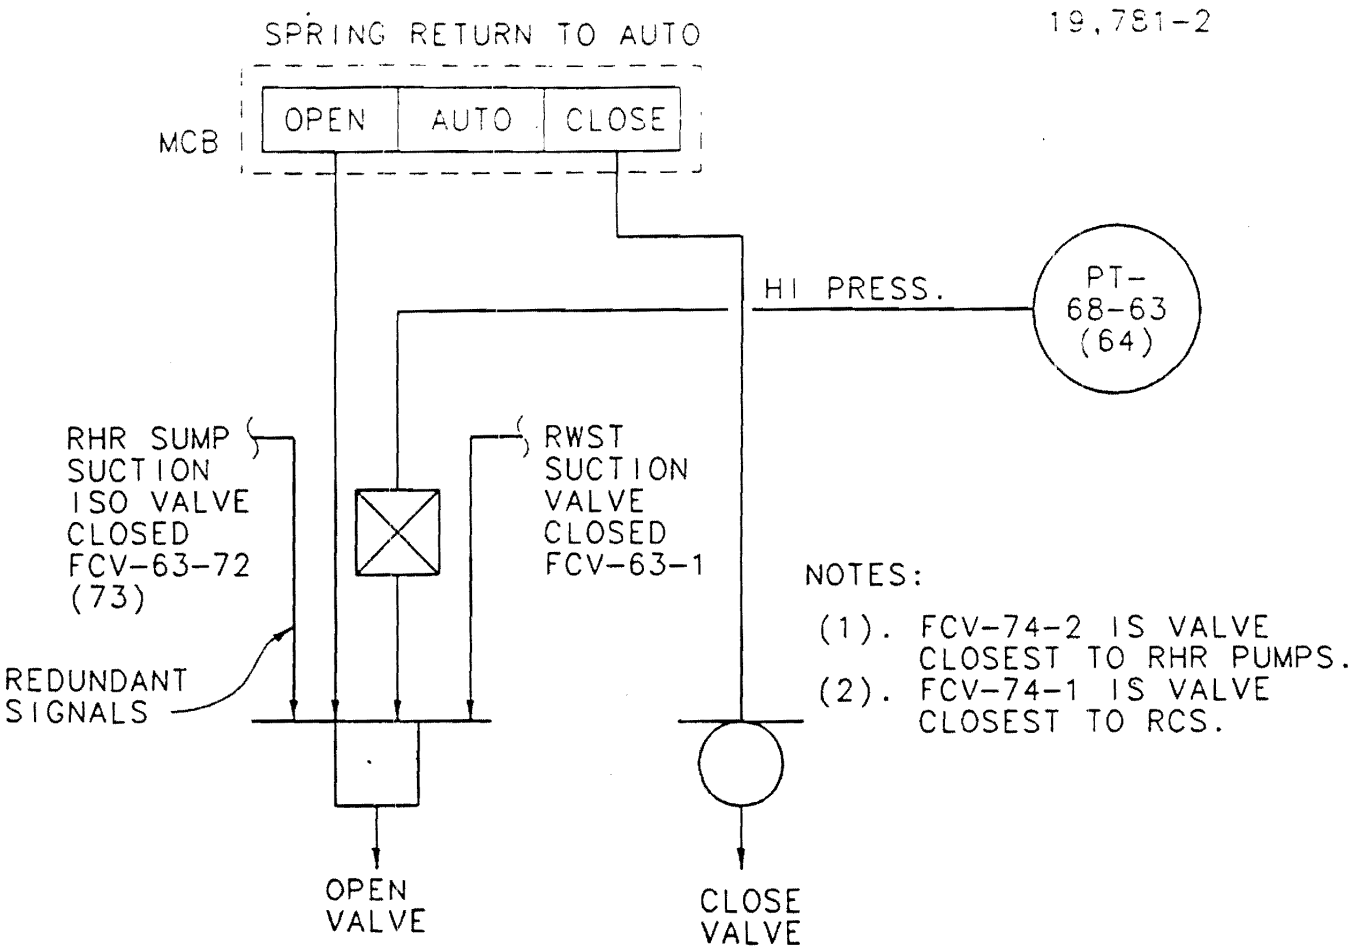 19,781-2
SPRING RETURN TO AUTO
OPEN AUTO CLOSE
MCB
HI PRESS.
PT-
68-63
(64)
RHR SUMP
SUCTION
ISO VALVE
CLOSED
FCV-63-72
(73)
RWST
SUCTION
VALVE
CLOSED
FCV-63-1
REDUNDANT
SIGNALS
NOTES:
(1). FCV-74-2 IS VALVE
CLOSEST TO RHR PUMPS.
(2). FCV-74-1 IS VALVE
CLOSEST TO RCS.
OPEN
VALVE
CLOSE
VALVE